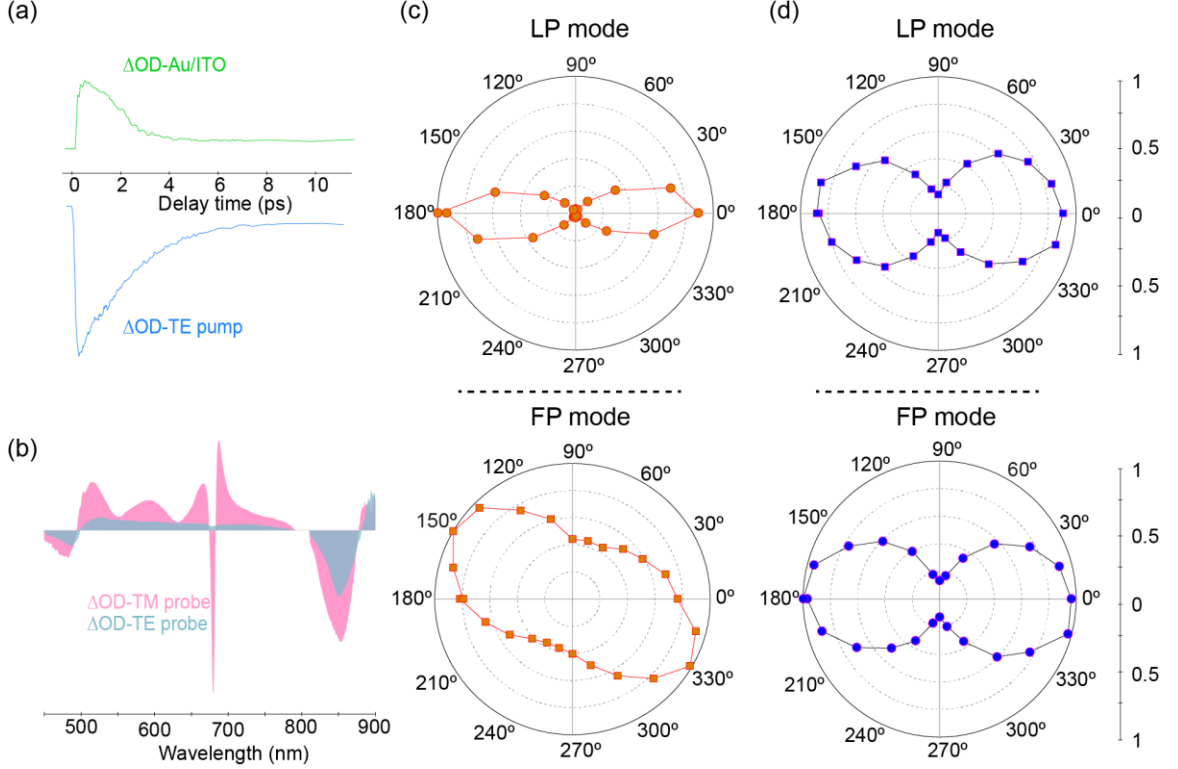 (a)
ΔOD-Au/ITO
0 2 4 6 8 10
Delay time (ps)
ΔOD-TE pump
(b)
ΔOD-TM probe
ΔOD-TE probe
500 600 700 800 900
Wavelength (nm)
(c)
LP mode
90º
120º 60º
150º 30º
180º 0º
210º 330º
240º 300º
270º
FP mode
90º
120º 60º
150º 30º
180º 0º
210º 330º
240º 300º
270º
(d)
LP mode
90º
120º 60º
150º 30º
180º 0º
210º 330º
240º 300º
270º
1
0.5
0
0.5
1
FP mode
90º
120º 60º
150º 30º
180º 0º
210º 330º
240º 300º
270º
1
0.5
0
0.5
1